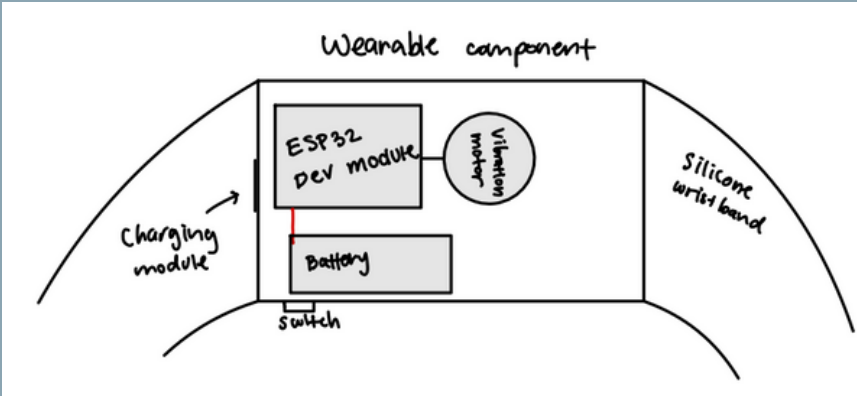 Wearable component
ESP32
Dev module
Vibration
motor
Silicone
wristband
Charging
module
Battery
switch